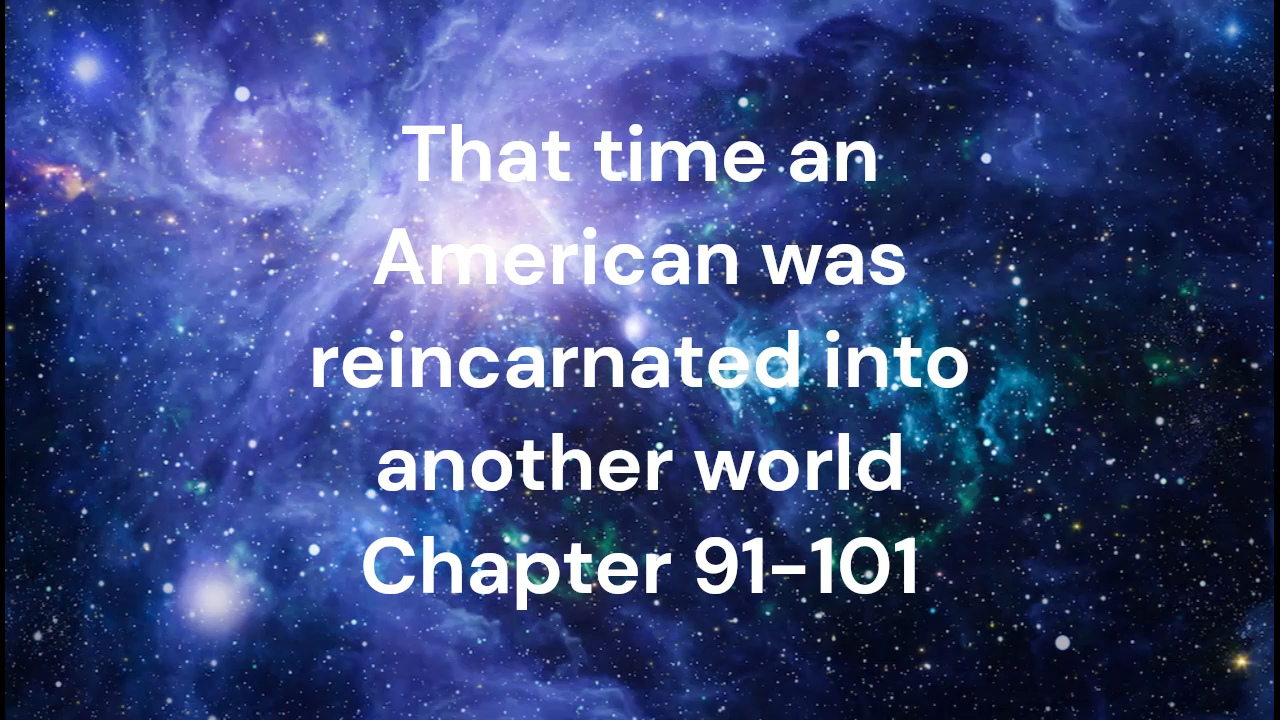 That time an
American was
reincarnated into
another world
Chapter 91-101